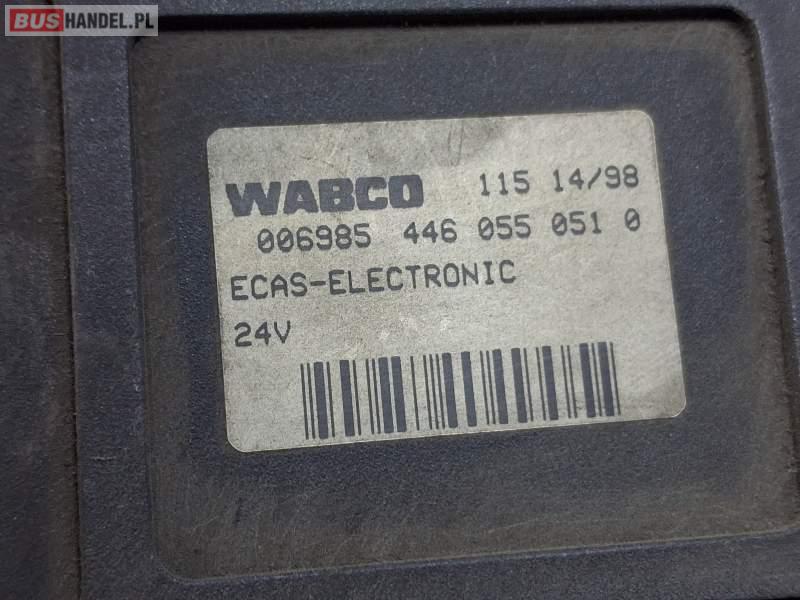 BUSHANDEL.PL
WABCO 115 14/98
006985 446 055 051 0
ECAS-ELECTRONIC
24V